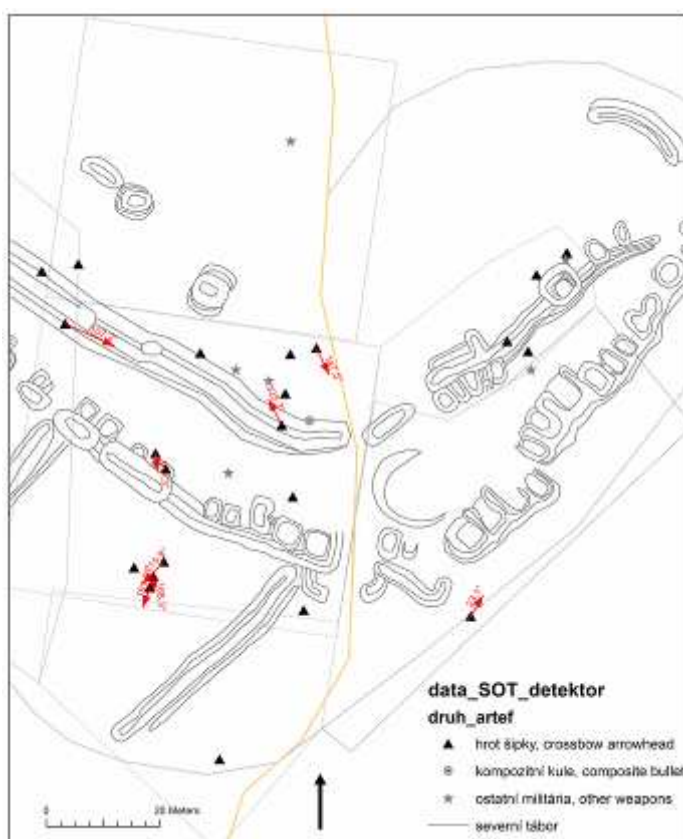 data_SOT_detektor
druh_artef
hrot šipky, crossbow arrowhead
kompozitní kule, composite bullet
ostatní militária, other weapons
severní tábor
0 20 Meters